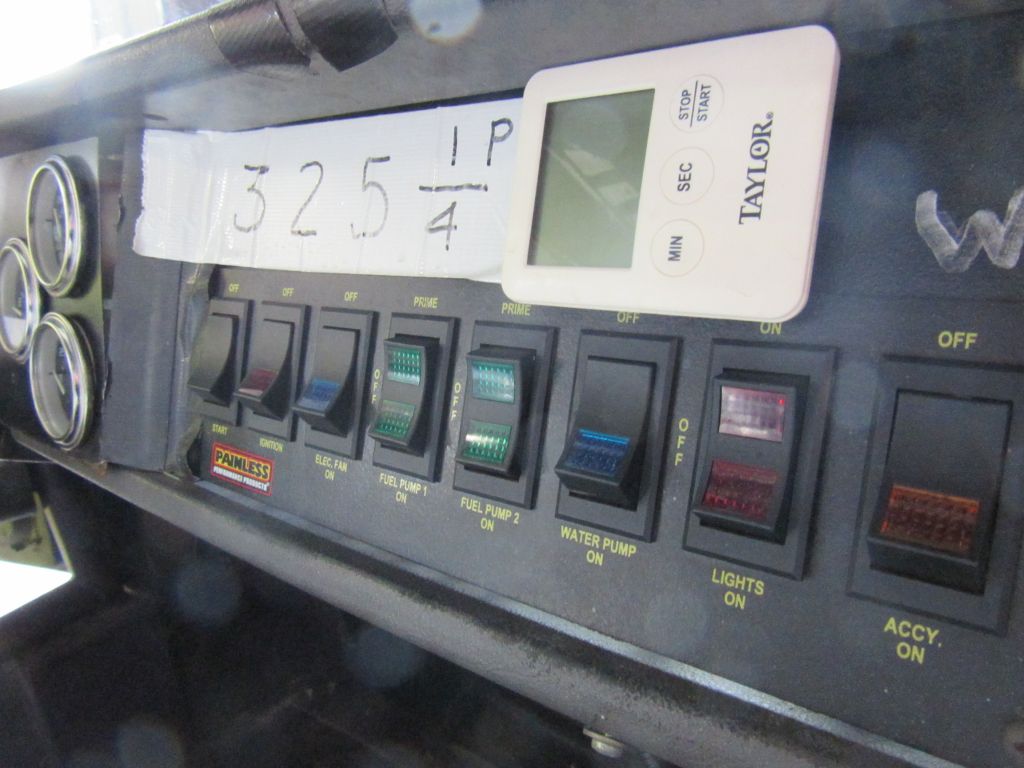 325 1/4 P
STOP
START
SEC
MIN
TAYLOR®
W
OFF
OFF
OFF
PRIME
PRIME
OFF
ON
OFF
OFF
OFF
OFF
START
IGNITION
ELEC. FAN
ON
FUEL PUMP 1
ON
FUEL PUMP 2
ON
WATER PUMP
ON
LIGHTS
ON
ACCY.
ON
PAINLESS
PERFORMANCE PRODUCTS